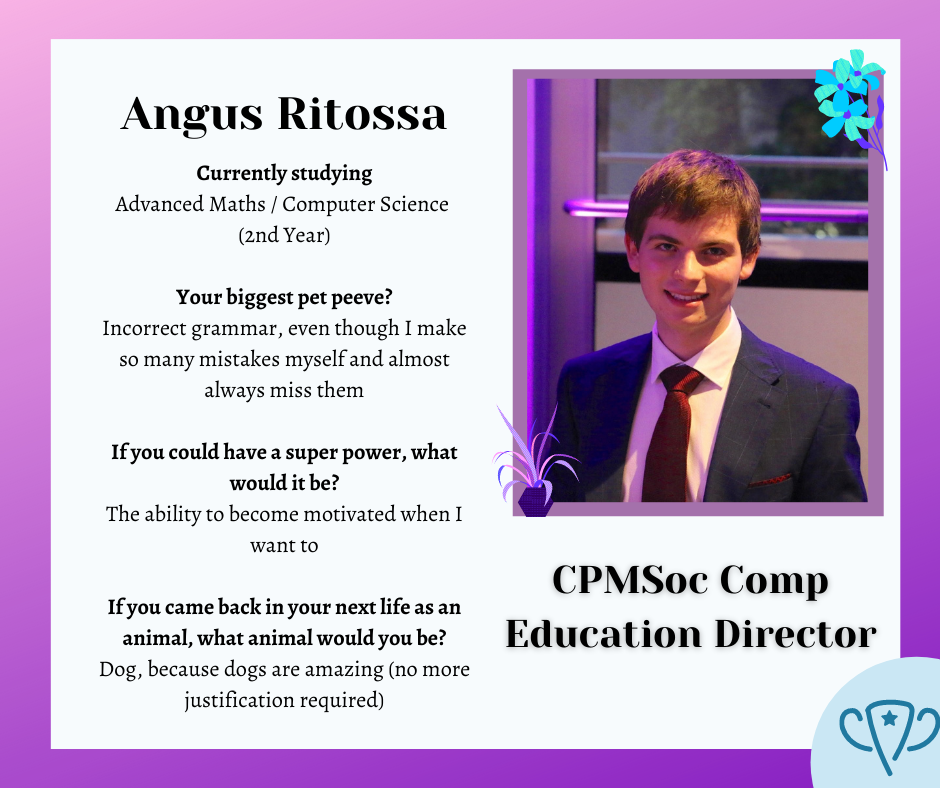 Angus Ritossa
Currently studying
Advanced Maths / Computer Science
(2nd Year)
Your biggest pet peeve?
Incorrect grammar, even though I make
so many mistakes myself and almost
always miss them
If you could have a super power, what
would it be?
The ability to become motivated when I
want to
If you came back in your next life as an
animal, what animal would you be?
Dog, because dogs are amazing (no more
justification required)
CPMSoc Comp
Education Director